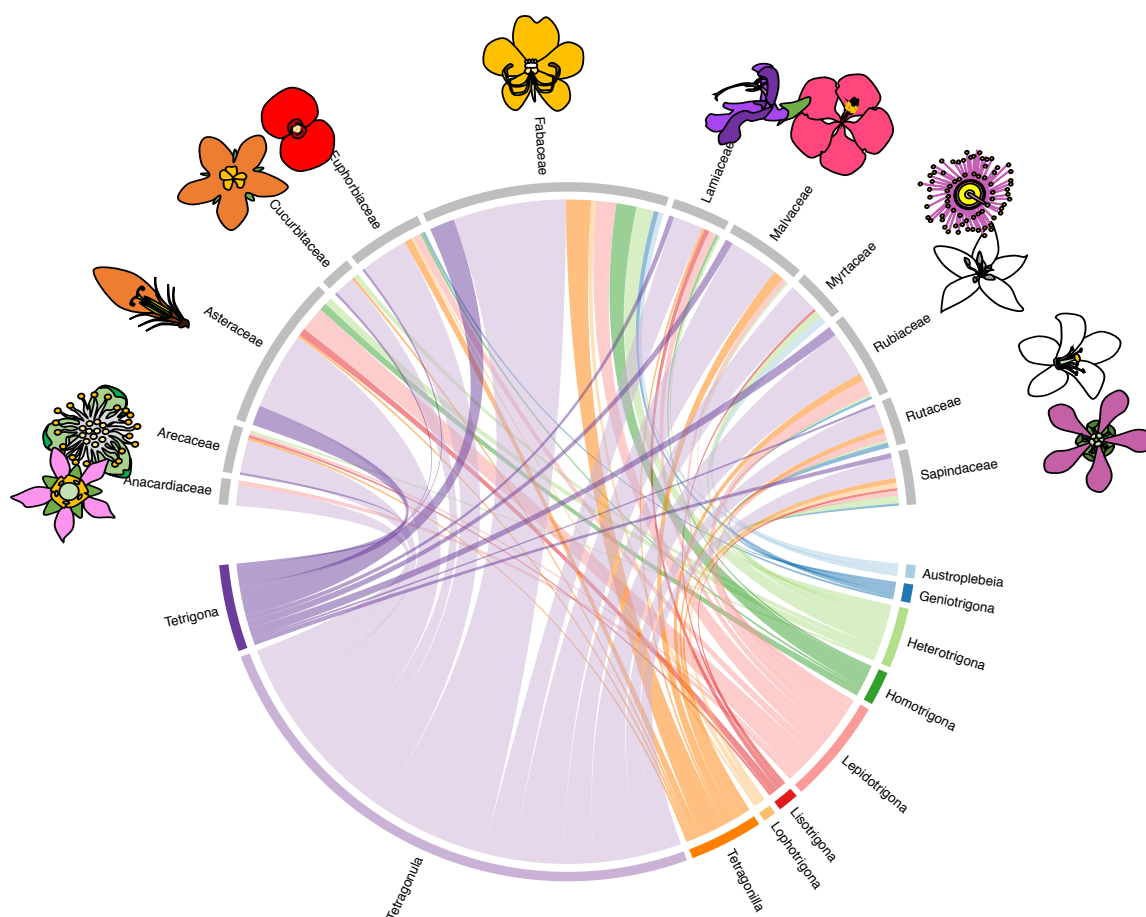 Fabaceae
Lamiaceae
Euphorbiaceae
Malvaceae
Cucurbitaceae
Myrtaceae
Asteraceae
Rubiaceae
Rutaceae
Arecaceae
Sapindaceae
Anacardiaceae
Austroplebeia
Geniotrigona
Tetrigona
Heterotrigona
Homotrigona
Lepidotrigona
Lisotrigona
Lophotrigona
Tetragonilla
Tetragonula